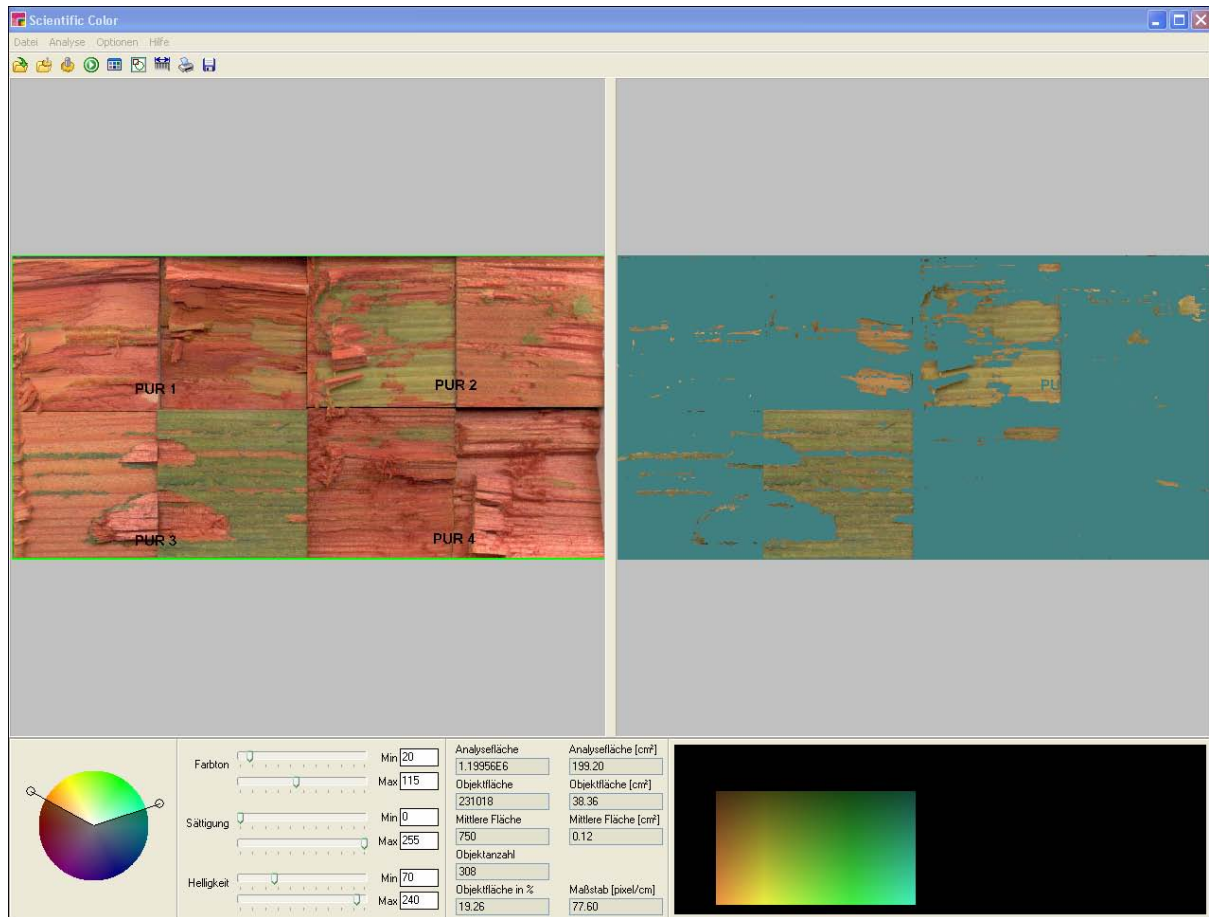 Scientific Color
Datei Analyse Optionen Hilfe
PUR 1
PUR 2
PU
PUR 3
PUR 4
Farbton
Min 20
Max 115
Sättigung
Min 0
Max 255
Helligkeit
Min 70
Max 240
Analysefläche
1.19956E6
Objektfläche
231018
Mittlere Fläche
750
Objektanzahl
308
Objektfläche in %
19.26
Analysefläche [cm²]
199.20
Objektfläche [cm²]
38.36
Mittlere Fläche [cm²]
0.12
Maßstab [pixel/cm]
77.60